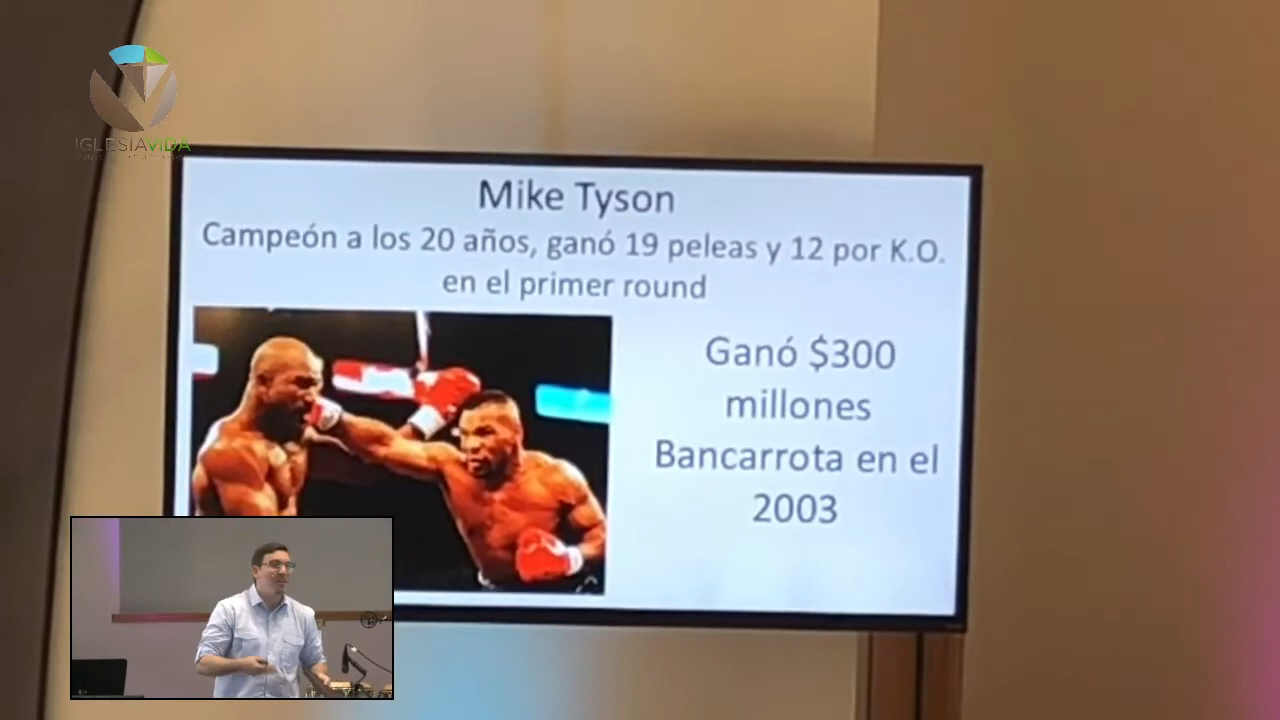 IGLESIAVIDA
Mike Tyson
Campeón a los 20 años, ganó 19 peleas y 12 por K.O.
en el primer round
Ganó $300
millones
Bancarrota en el
2003